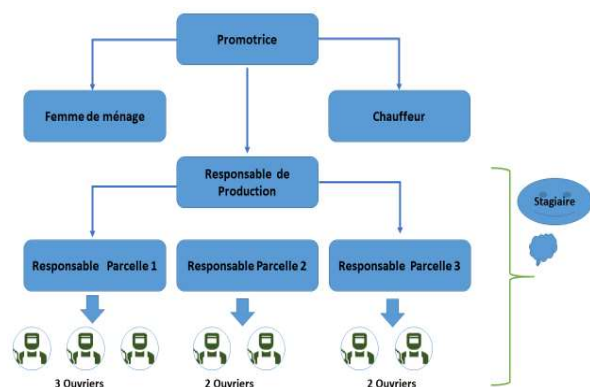 Promotrice
Femme de ménage
Chauffeur
Responsable de
Production
Stagiaire
Responsable Parcelle 1
Responsable Parcelle 2
Responsable Parcelle 3
3 Ouvriers
2 Ouvriers
2 Ouvriers